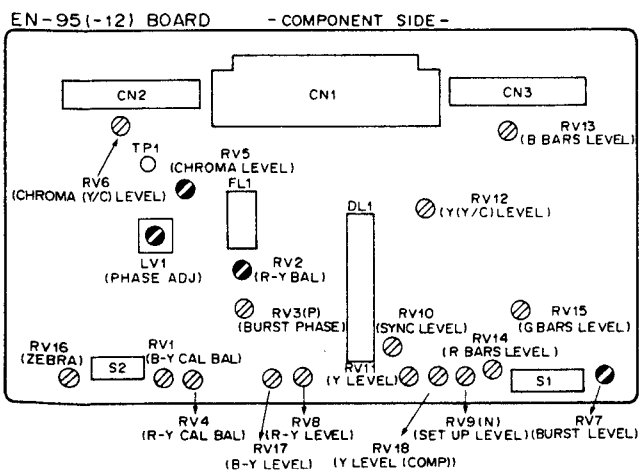 EN-95(-12) BOARD
-COMPONENT SIDE-
CN2
CN1
CN3
RV13
(B BARS LEVEL)
TP1
RV6
(CHROMA (Y/C) LEVEL)
RV5
(CHROMA LEVEL)
FL1
DL1
RV12
(Y(Y/C) LEVEL)
LV1
(PHASE ADJ)
RV2
(R-Y BAL)
RV3(P)
(BURST PHASE)
RV10
(SYNC LEVEL)
RV15
(G BARS LEVEL)
RV14
(R BARS LEVEL)
RV16
(ZEBRA)
S2
RV1
(B-Y CAL BAL)
RV11
(Y LEVEL)
S1
RV4
(R-Y CAL BAL)
RV17
(B-Y LEVEL)
RV8
(R-Y LEVEL)
RV18
(Y LEVEL (COMP))
RV9(N)
(SET UP LEVEL)
RV7
(BURST LEVEL)